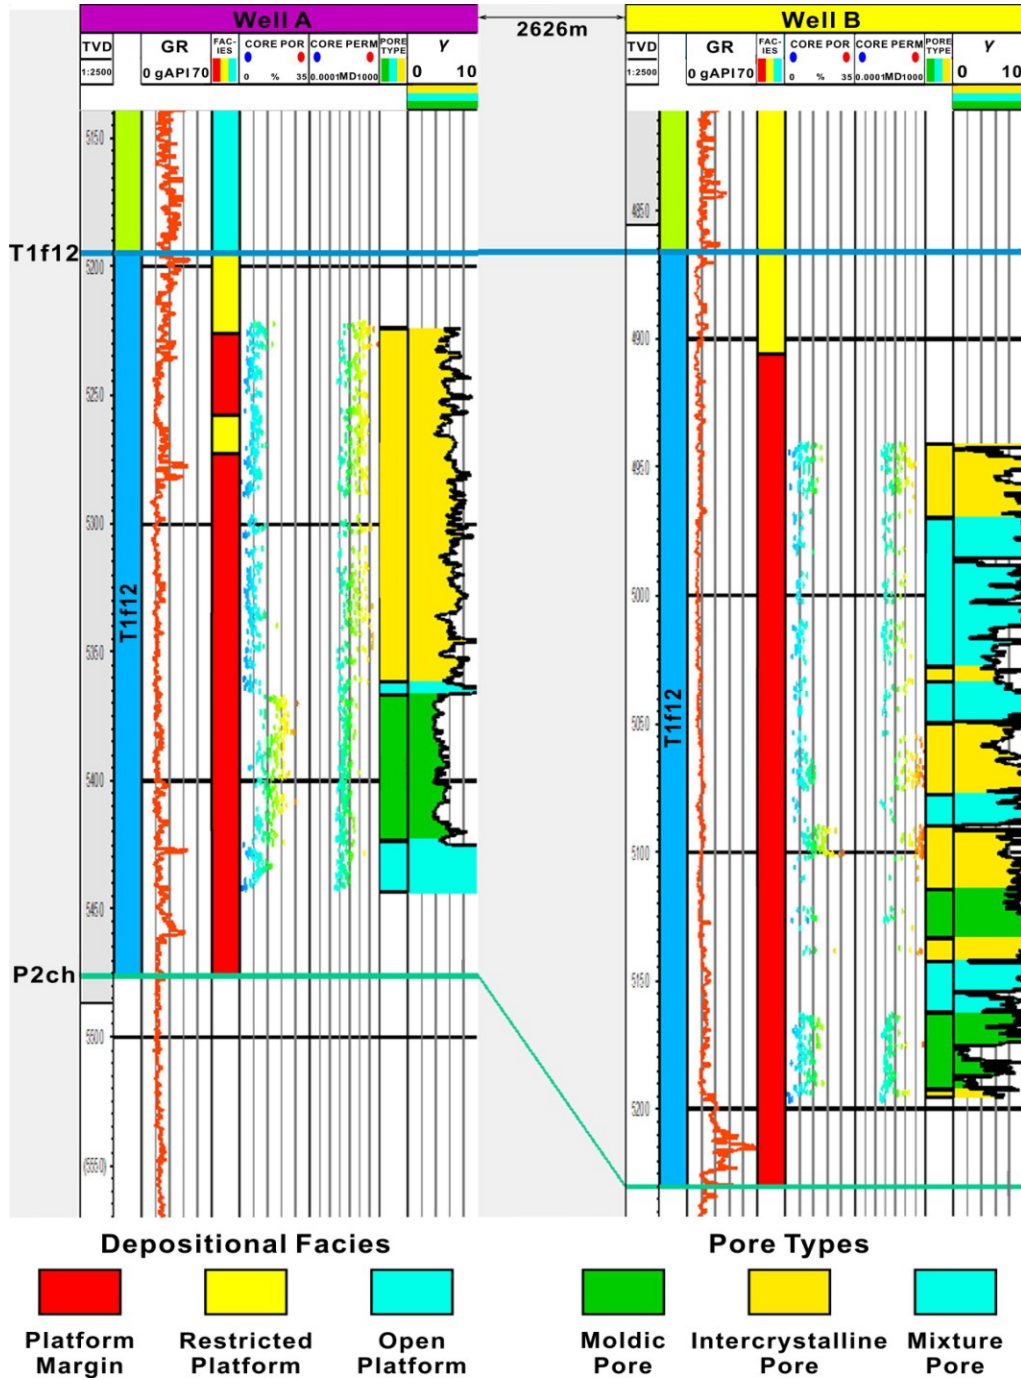 Well A
2626m
Well B
TVD
GR
FAC-
IES
CORE POR
CORE PERM
PORE
TYPE
γ
1:2500
0 gAPI 70
0 % 35
0.0001MD1000
0 10
TVD
GR
FAC-
IES
CORE POR
CORE PERM
PORE
TYPE
γ
1:2500
0 gAPI 70
0 % 35
0.0001MD1000
0 10
5150
T1f12
5200
5250
5300
5350
5400
5450
P2ch
5500
(5550)
T1f12
4850
4900
4950
5000
5050
5100
5150
5200
T1f12
Depositional Facies
Platform
Margin
Restricted
Platform
Open
Platform
Pore Types
Moldic
Pore
Intercrystalline
Pore
Mixture
Pore